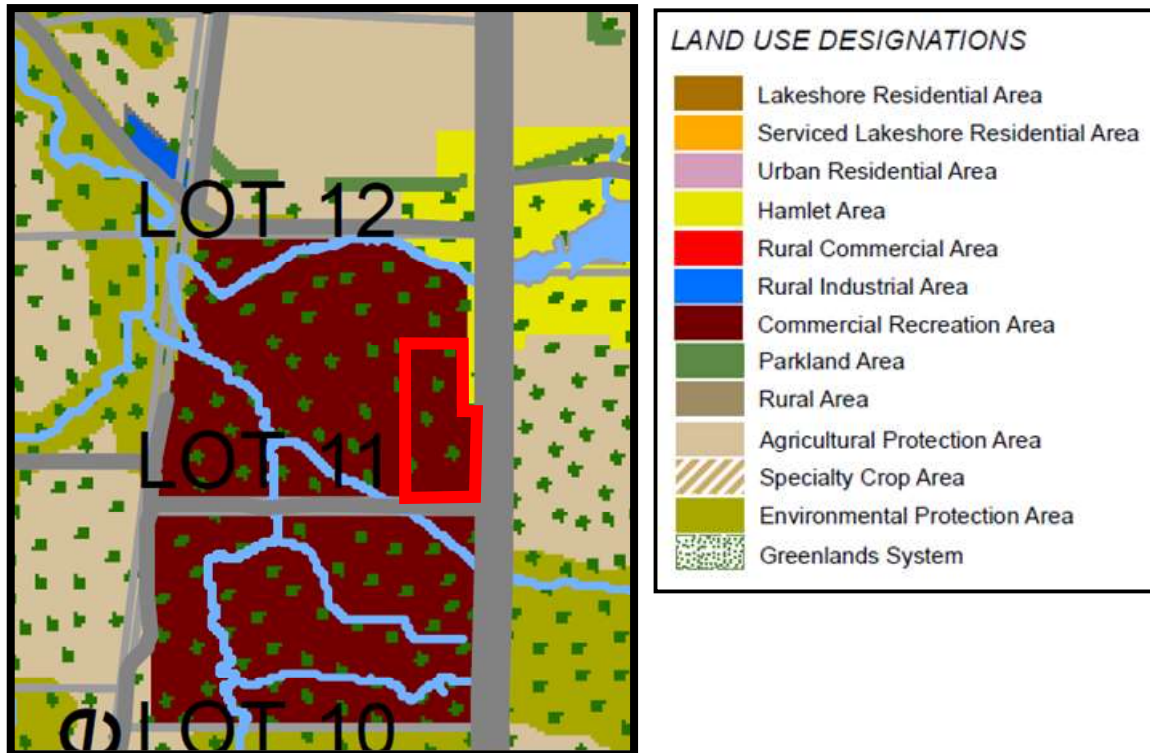 LOT 12
LOT 11
LOT 10
LAND USE DESIGNATIONS
Lakeshore Residential Area
Serviced Lakeshore Residential Area
Urban Residential Area
Hamlet Area
Rural Commercial Area
Rural Industrial Area
Commercial Recreation Area
Parkland Area
Rural Area
Agricultural Protection Area
Specialty Crop Area
Environmental Protection Area
Greenlands System